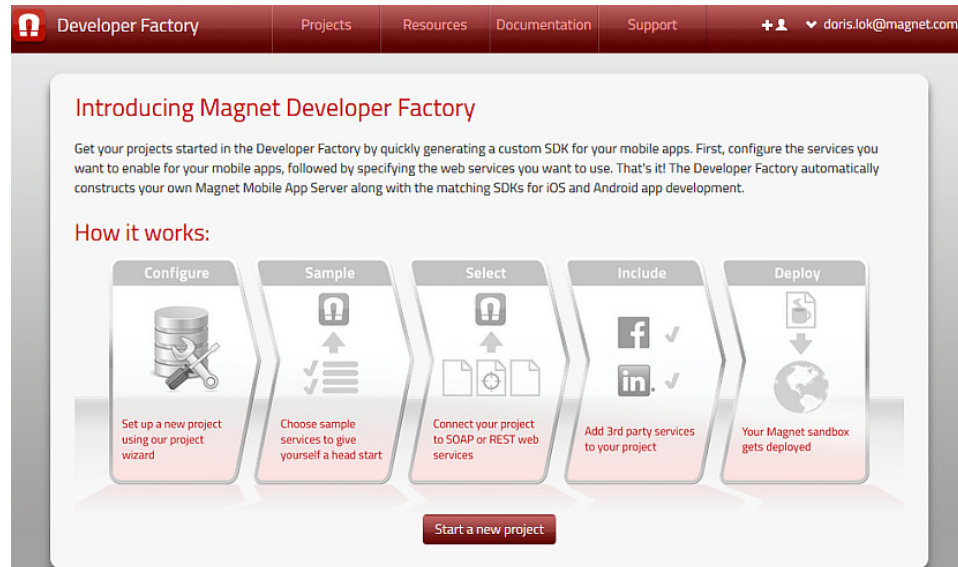 Developer Factory Projects Resources Documentation Support doris.lok@magnet.com
Introducing Magnet Developer Factory
Get your projects started in the Developer Factory by quickly generating a custom SDK for your mobile apps. First, configure the services you
want to enable for your mobile apps, followed by specifying the web services you want to use. That's it! The Developer Factory automatically
constructs your own Magnet Mobile App Server along with the matching SDKs for iOS and Android app development.
How it works:
Configure
Set up a new project
using our project
wizard
Sample
Choose sample
services to give
yourself a head start
Select
Connect your project
to SOAP or REST web
services
Include
in.
Add 3rd party services
to your project
Deploy
Your Magnet sandbox
gets deployed
Start a new project